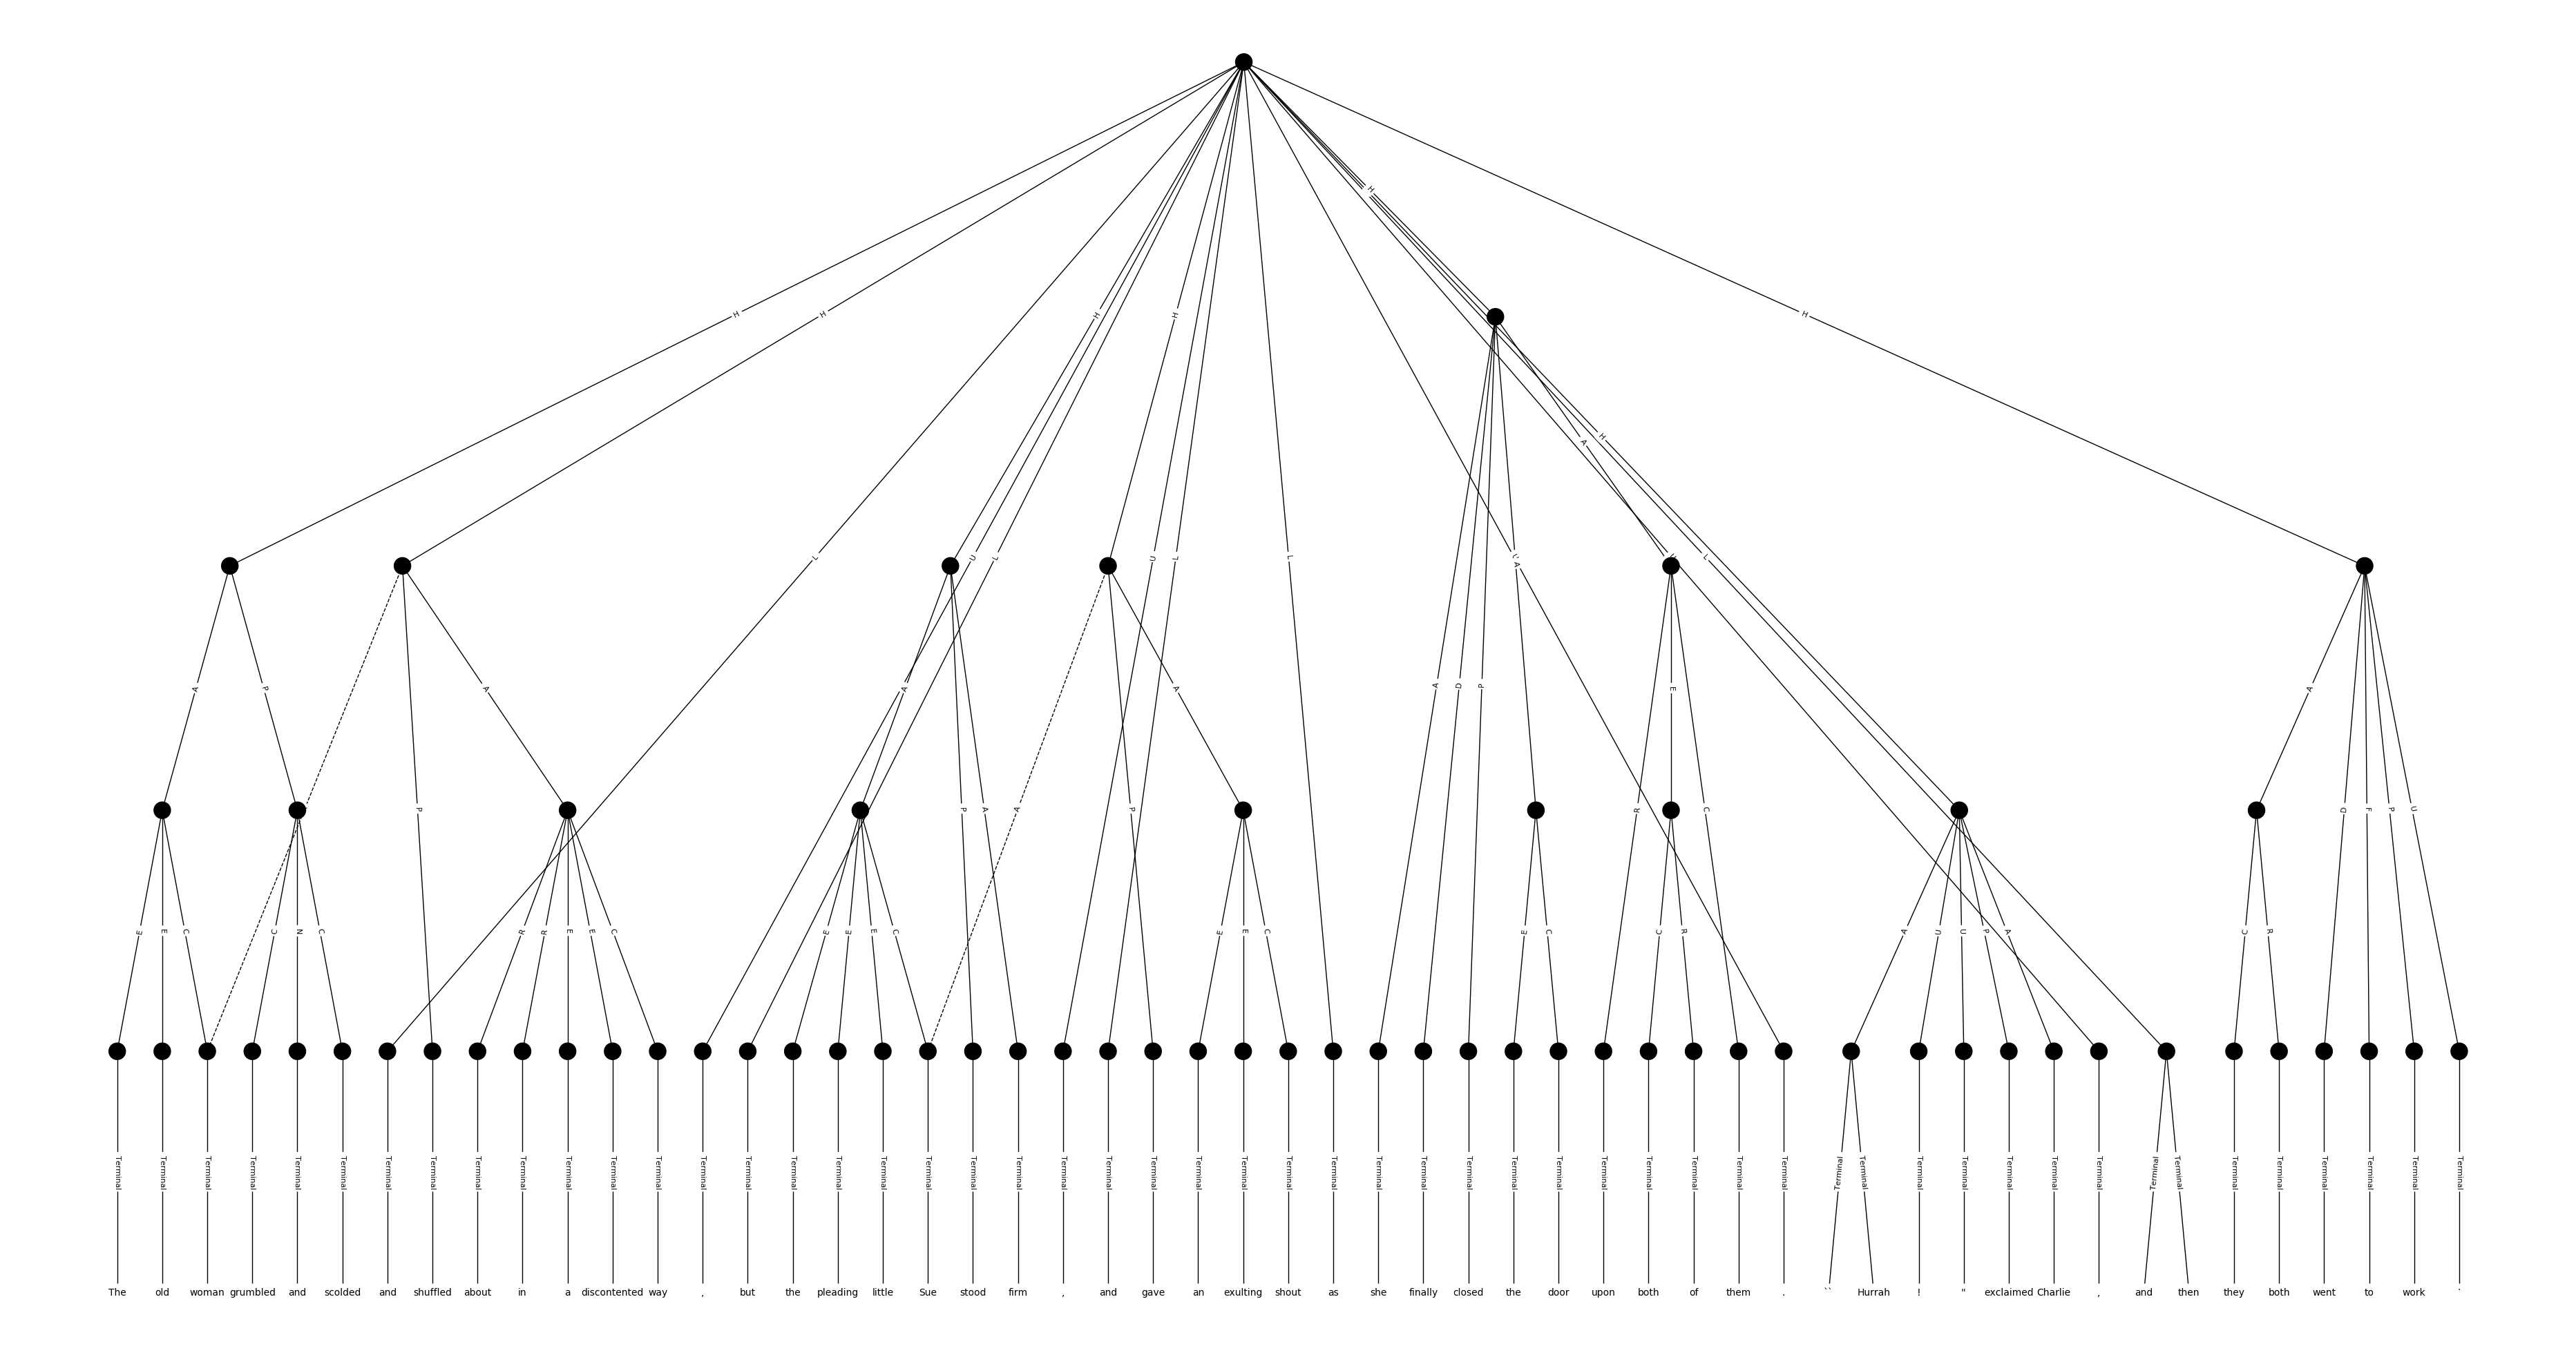 H
H H H H
H
A H
L U L U L L U A U L
A P A A A P A D P E A
P P A A P R C D F P U
E E C C N C R R E E C E E E C E E C E C C R A U U P A C R
Terminal Terminal Terminal Terminal Terminal Terminal Terminal Terminal Terminal Terminal Terminal Terminal Terminal Terminal Terminal Terminal Terminal Terminal Terminal Terminal Terminal Terminal Terminal Terminal Terminal Terminal Terminal Terminal Terminal Terminal Terminal Terminal Terminal Terminal Terminal Terminal Terminal Terminal Terminal Terminal Terminal Terminal Terminal Terminal Terminal Terminal Terminal Terminal Terminal Terminal Terminal Terminal
The old woman grumbled and scolded and shuffled about in a discontented way , but the pleading little Sue stood firm , and gave an exulting shout as she finally closed the door upon both of them . `` Hurrah ! " exclaimed Charlie , and then they both went to work .